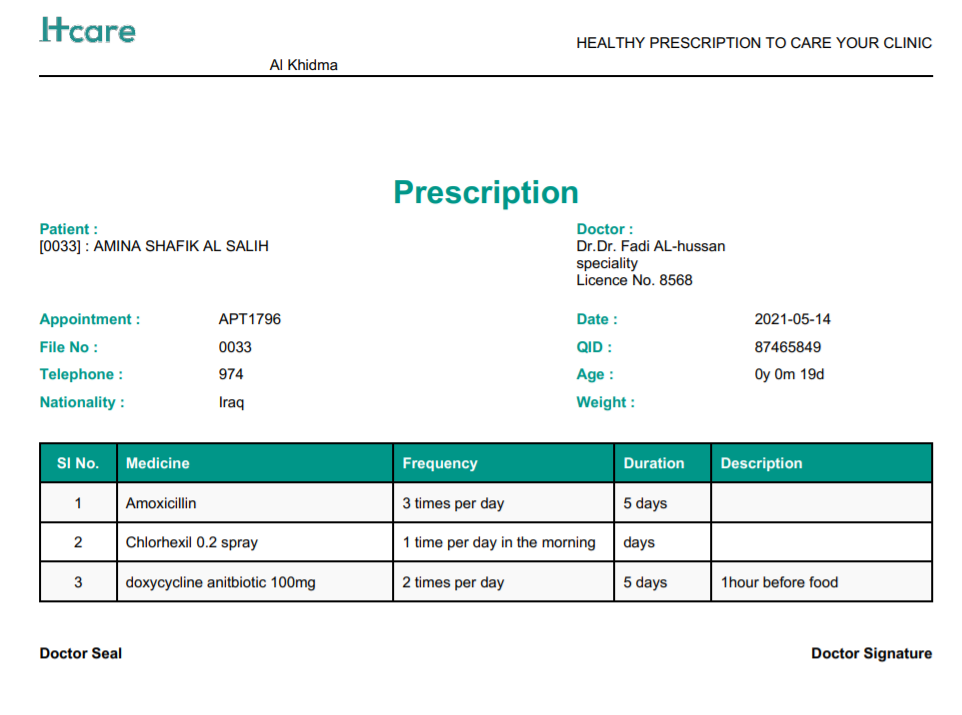 Htcare
HEALTHY PRESCRIPTION TO CARE YOUR CLINIC
Al Khidma
Prescription
Patient :
[0033] : AMINA SHAFIK AL SALIH
Doctor :
Dr.Dr. Fadi AL-hussan
speciality
Licence No. 8568
Appointment : APT1796 Date : 2021-05-14
File No : 0033 QID : 87465849
Telephone : 974 Age : 0y 0m 19d
Nationality : Iraq Weight :
SI No. Medicine Frequency Duration Description
1 Amoxicillin 3 times per day 5 days
2 Chlorhexil 0.2 spray 1 time per day in the morning days
3 doxycycline anitbiotic 100mg 2 times per day 5 days 1hour before food
Doctor Seal Doctor Signature